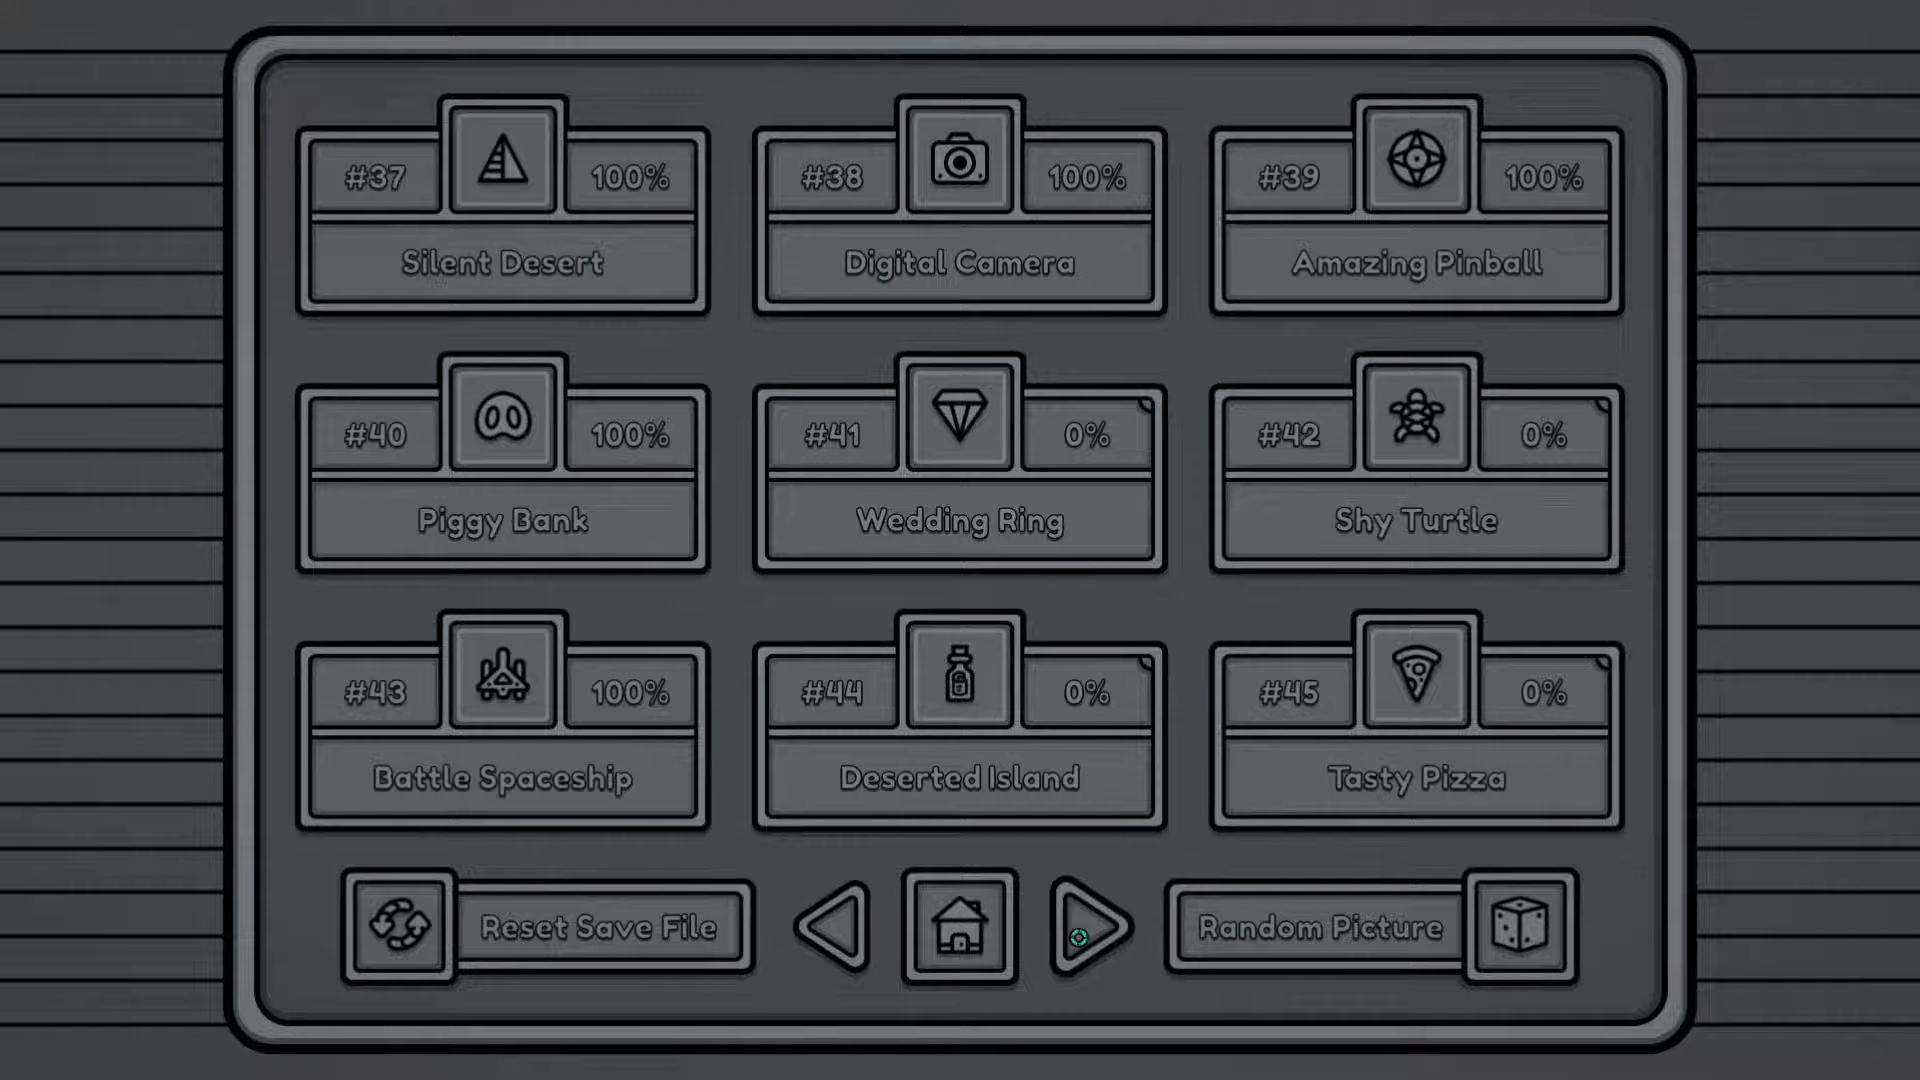 #37 100%
Silent Desert
#38 100%
Digital Camera
#39 100%
Amazing Pinball
#40 100%
Piggy Bank
#41 0%
Wedding Ring
#42 0%
Shy Turtle
#43 100%
Battle Spaceship
#44 0%
Deserted Island
#45 0%
Tasty Pizza
Reset Save File
Random Picture